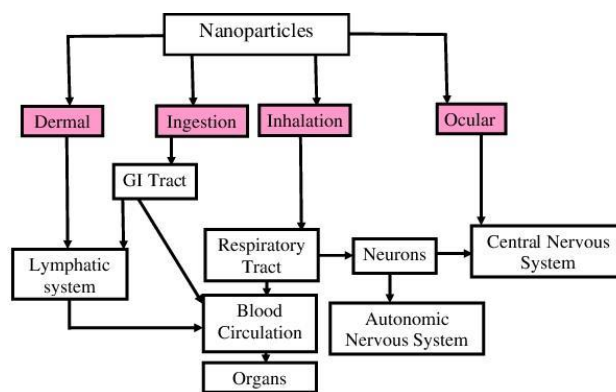 Nanoparticles
Dermal
Ingestion
Inhalation
Ocular
GI Tract
Lymphatic
system
Respiratory
Tract
Neurons
Central Nervous
System
Blood
Circulation
Autonomic
Nervous System
Organs